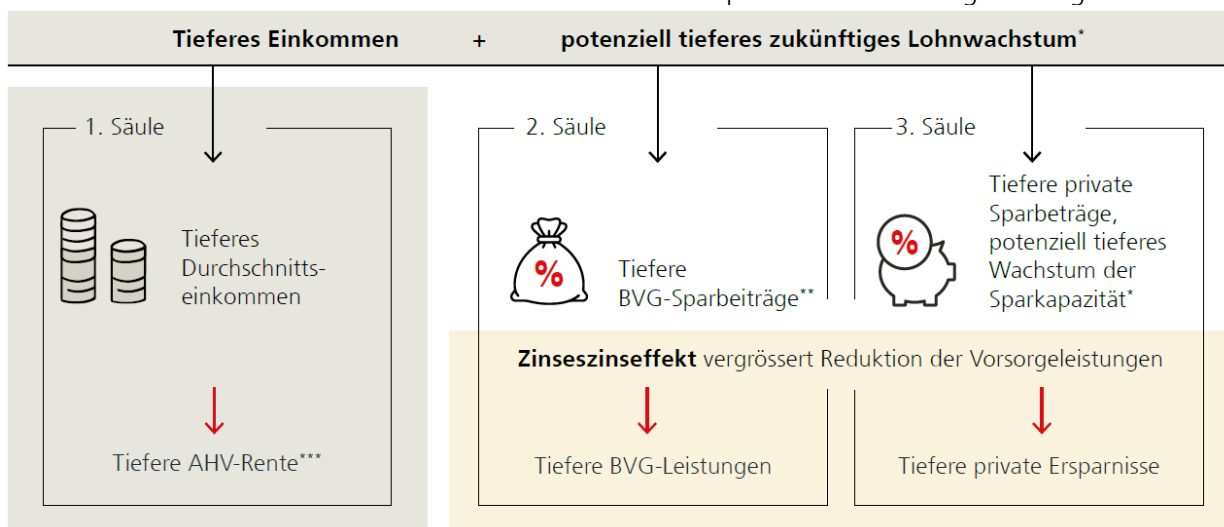 Tieferes Einkommen + potenziell tieferes zukünftiges Lohnwachstum*
1. Säule
Tieferes
Durchschnitts-
einkommen
Tiefere AHV-Rente***
2. Säule
%
Tiefere
BVG-Sparbeiträge**
3. Säule
%
Tiefere private
Sparbeträge,
potenziell tieferes
Wachstum der
Sparkapazität*
Zinseszinseffekt vergrössert Reduktion der Vorsorgeleistungen
Tiefere BVG-Leistungen
Tiefere private Ersparnisse